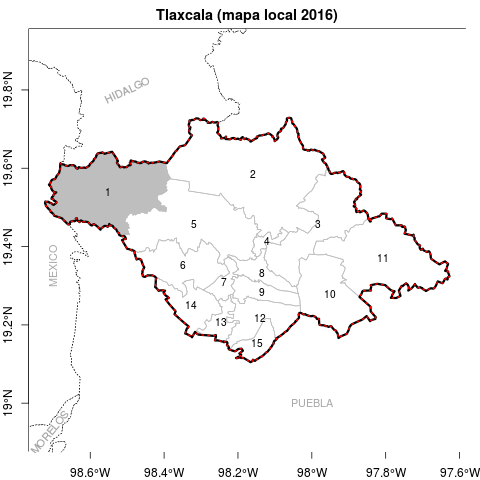 Tlaxcala (mapa local 2016)
HIDALGO
MEXICO
MORELOS
PUEBLA
1
2
3
4
5
6
7
8
9
10
11
12
13
14
15
19.8°N
19.6°N
19.4°N
19.2°N
19°N
98.6°W
98.4°W
98.2°W
98°W
97.8°W
97.6°W